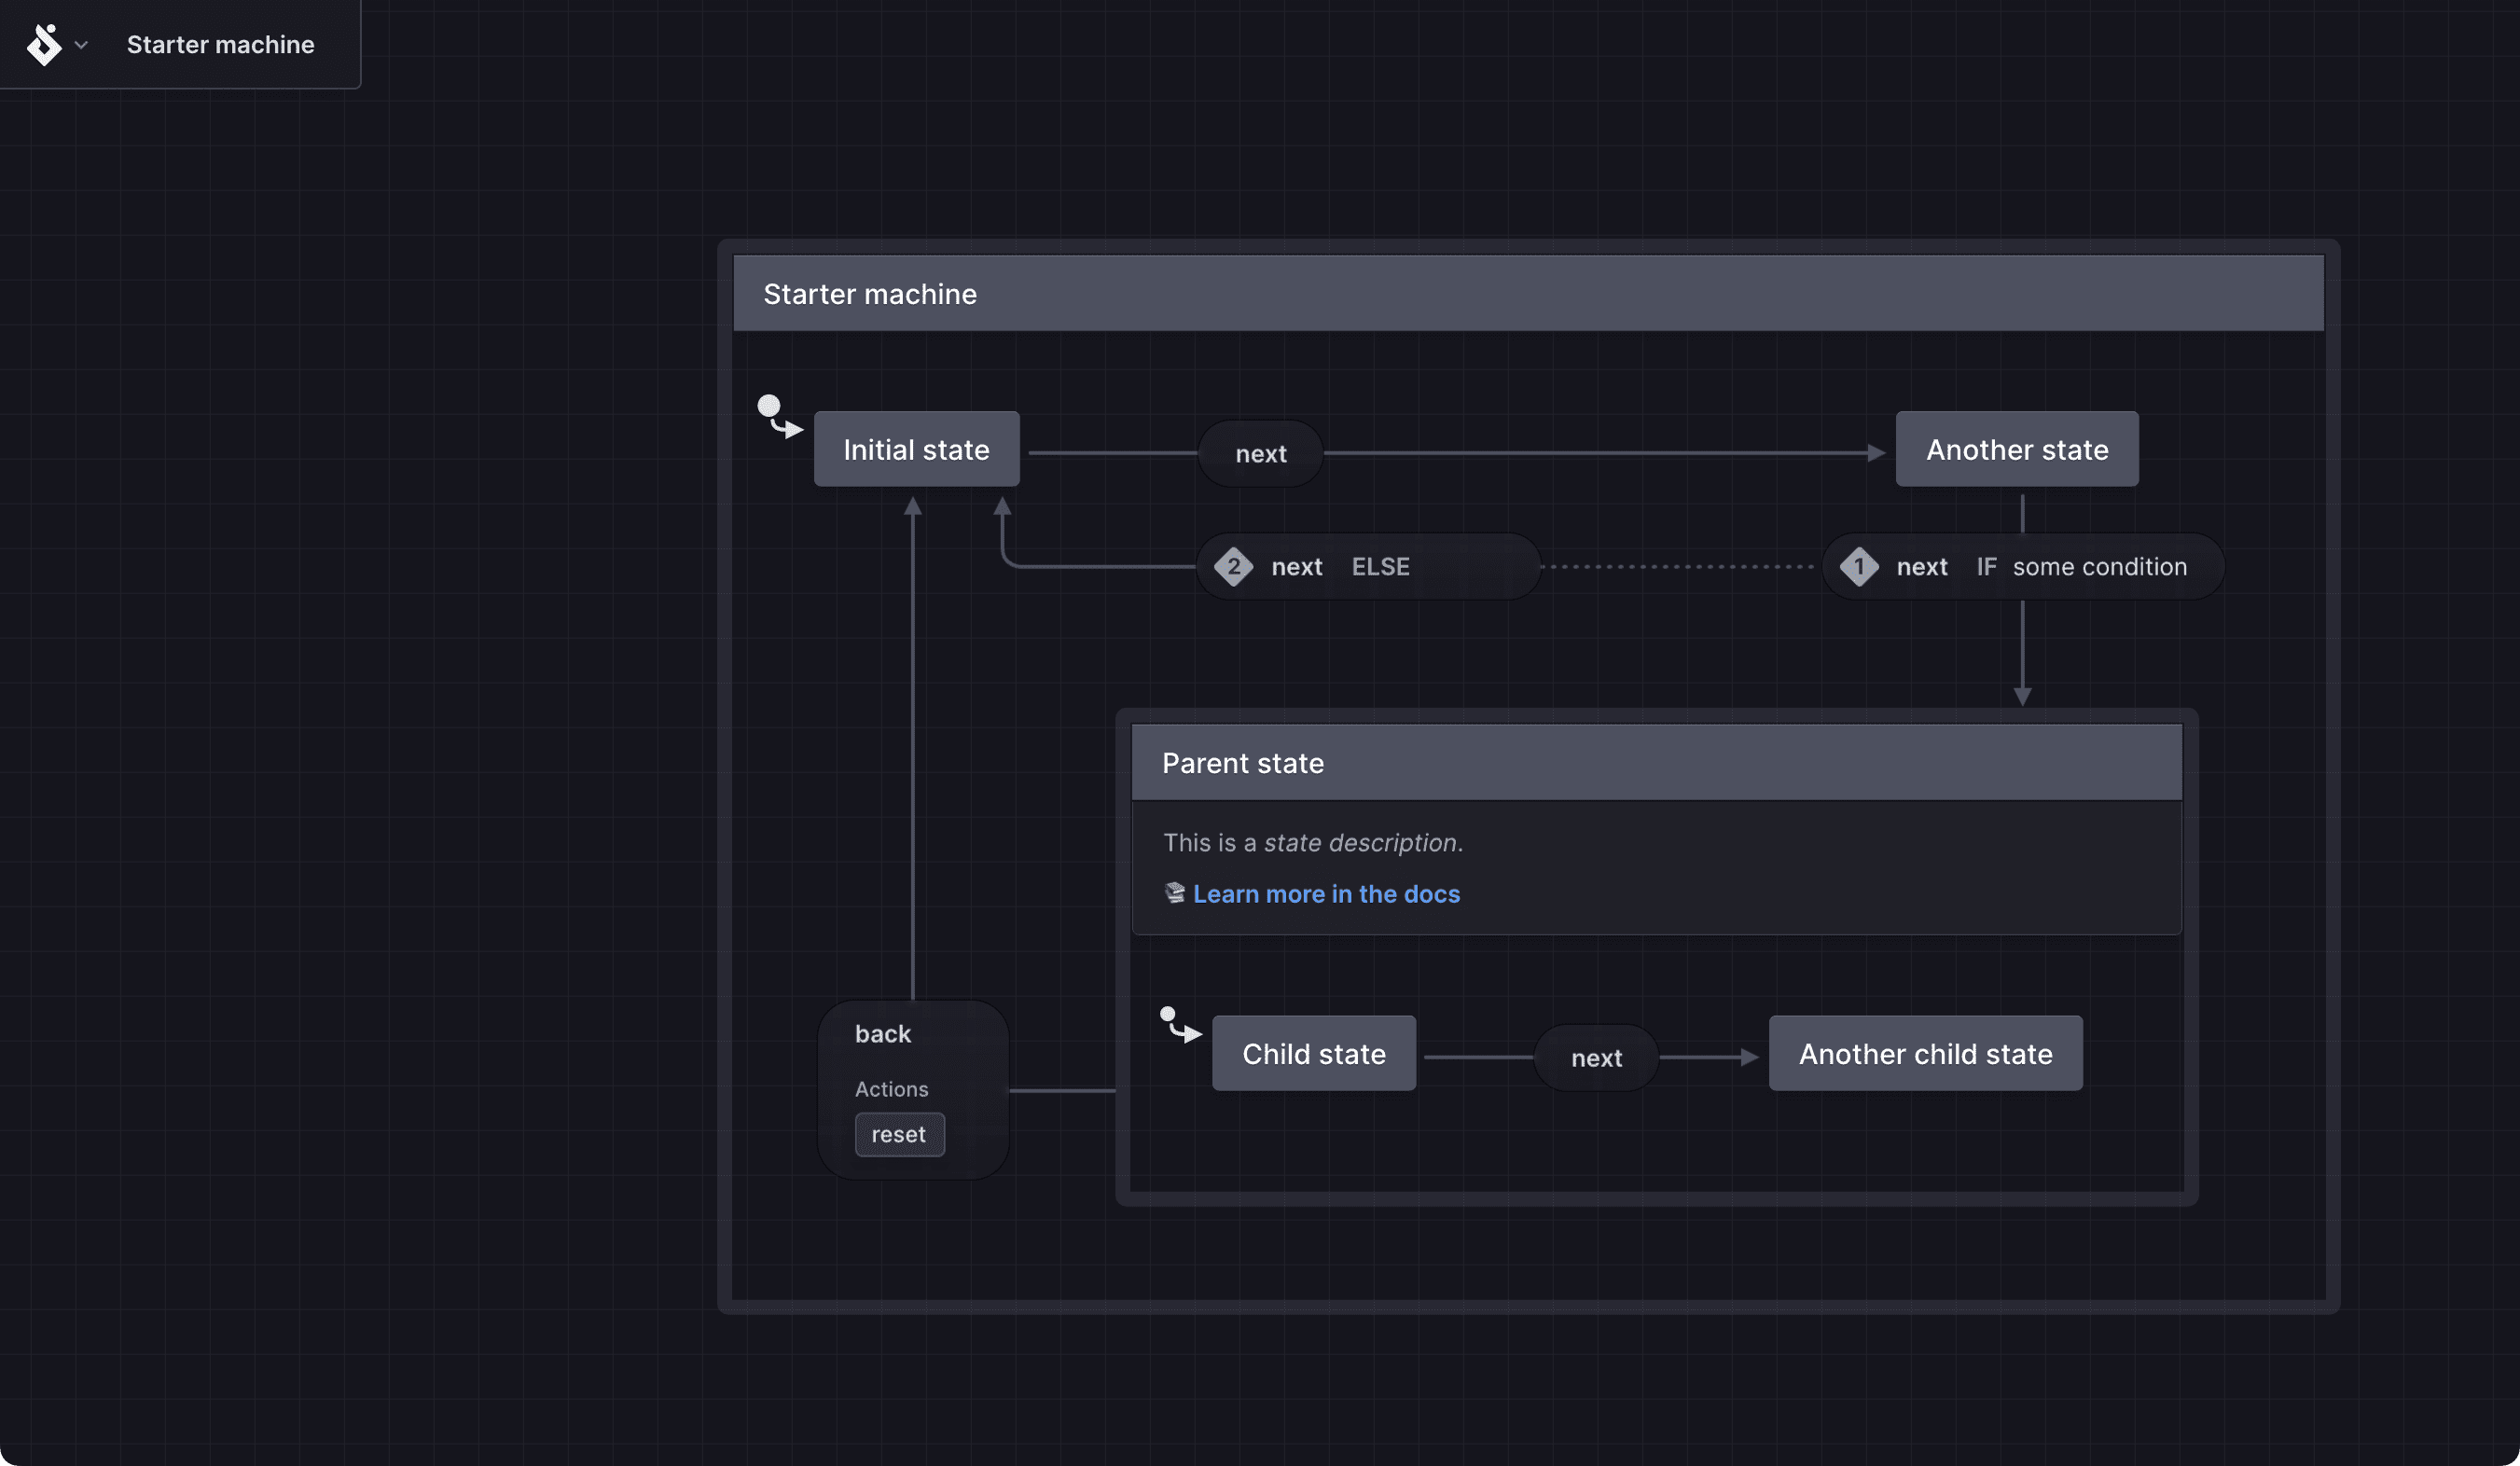 Starter machine
Starter machine
Initial state
next
Another state
2 next ELSE
1 next IF some condition
Parent state
This is a state description.
Learn more in the docs
back
Actions
reset
Child state
next
Another child state